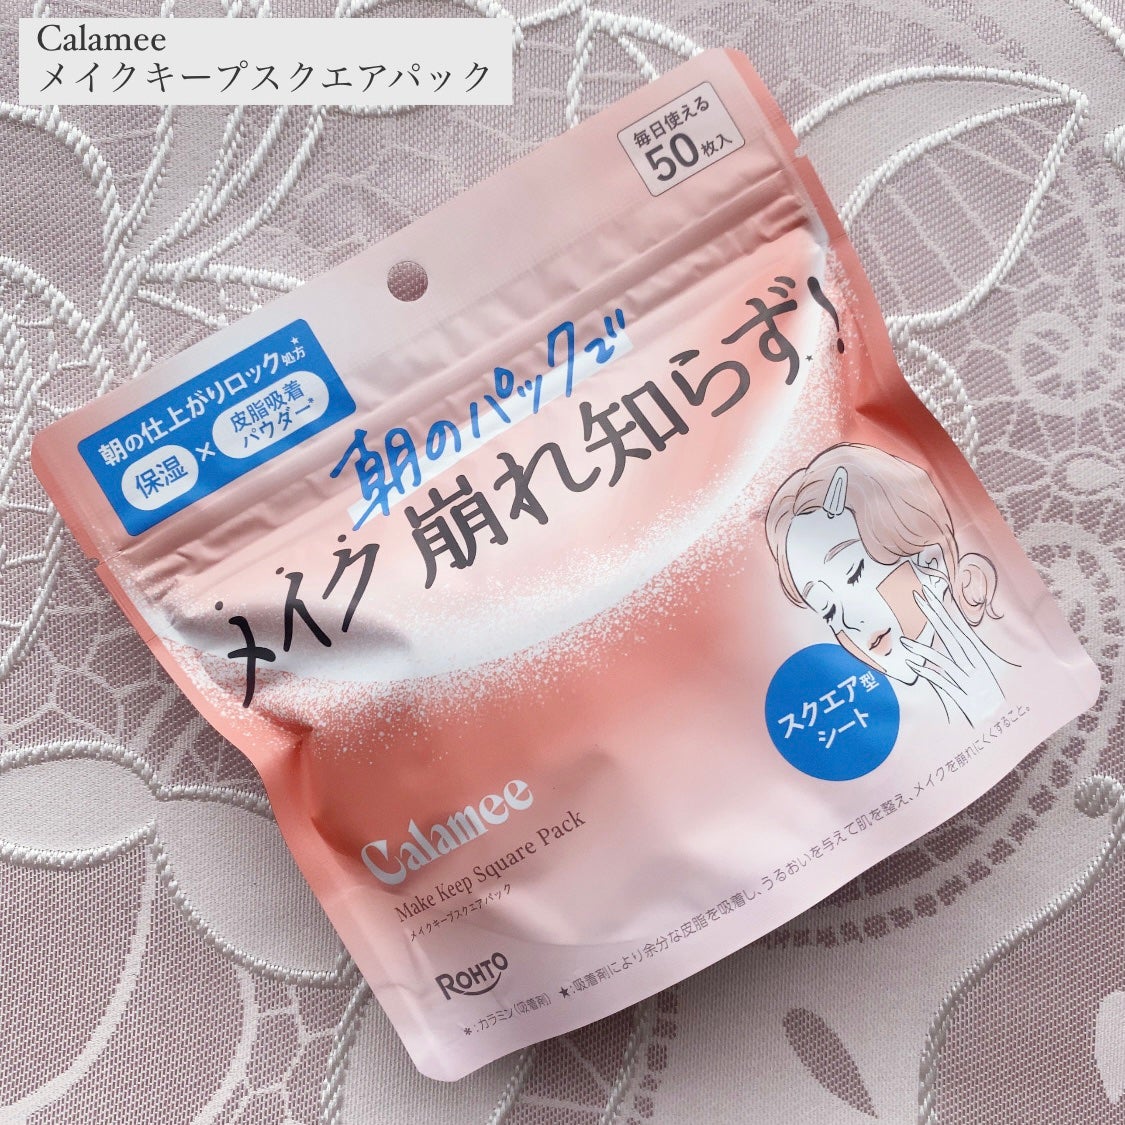 Calamee
メイクキープスクエアパック
毎日使える
50枚入
朝の仕上がりロック処方★
保湿
×
皮脂吸着
パウダー*
朝のパックで
メイク崩れ知らず!
スクエア型
シート
Calamee
Make Keep Square Pack
メイクキープスクエアパック
ROHTO
*:カラミン(吸着剤) ★:吸着剤により余分な皮脂を吸着し、うるおいを与えて肌を整え、メイクを崩れにくくすること。